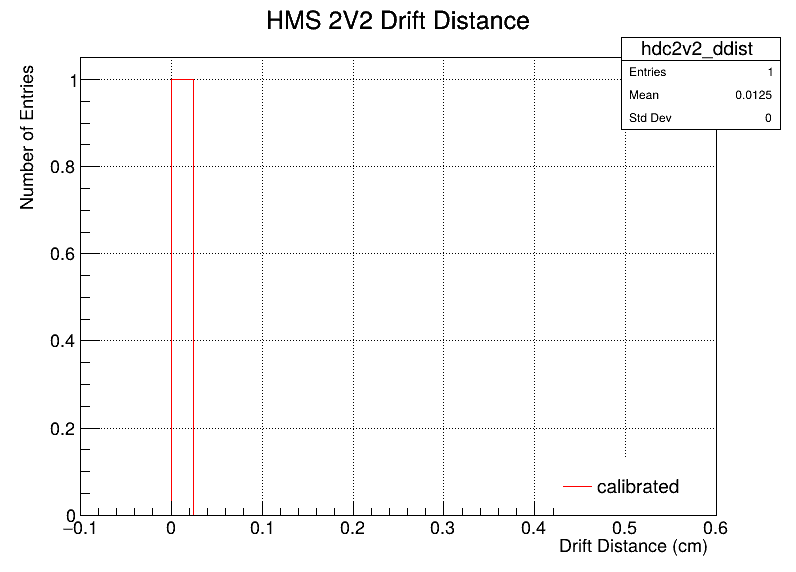 HMS 2V2 Drift Distance
hdc2v2_ddist
Entries 1
Mean 0.0125
Std Dev 0
Number of Entries
1
0.8
0.6
0.4
0.2
0
−0.1 0 0.1 0.2 0.3 0.4 0.5 0.6
Drift Distance (cm)
calibrated